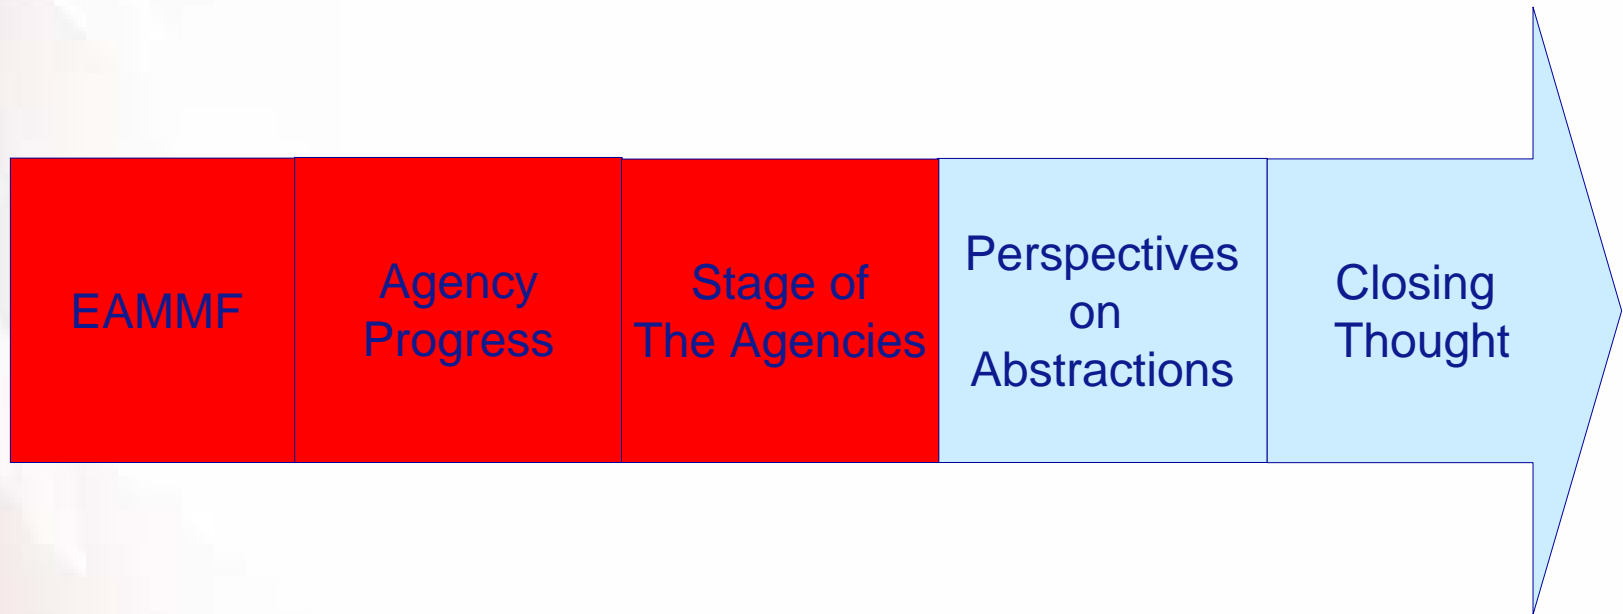 EAMMF
Agency
Progress
Stage of
The Agencies
Perspectives
on
Abstractions
Closing
Thought